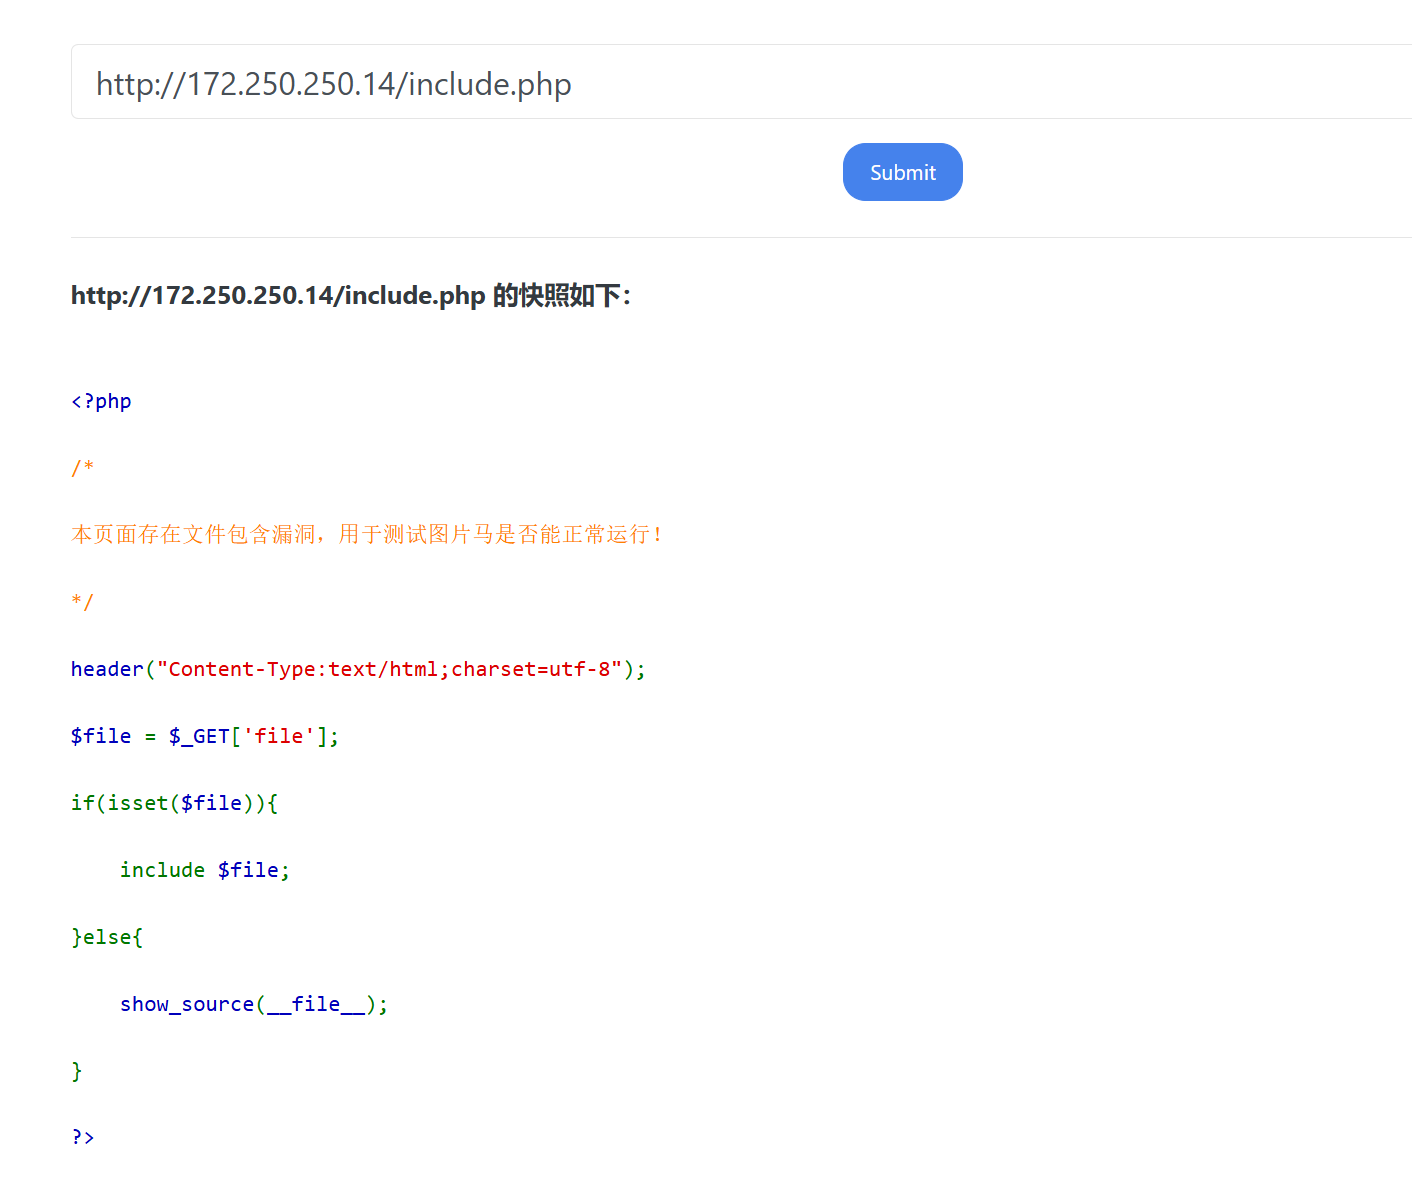 http://172.250.250.14/include.php
Submit
http://172.250.250.14/include.php 的快照如下：
<?php
/*
本页面存在文件包含漏洞，用于测试图片马是否能正常运行！
*/
header("Content-Type:text/html;charset=utf-8");
$file = $_GET['file'];
if(isset($file)){
    include $file;
}else{
    show_source(__file__);
}
?>